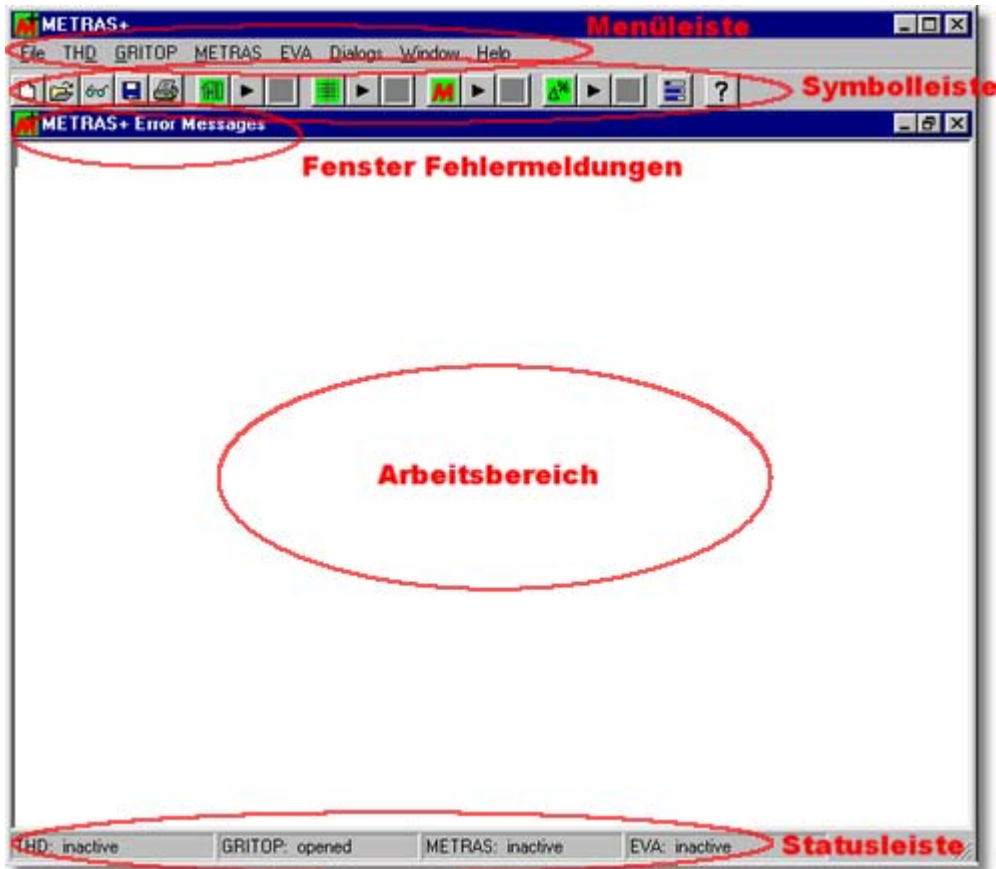 METRAS+ Menüleiste
File THD GRITOP METRAS EVA Dialogs Window Help
M M Δ% ? Symbolleiste
METRAS+ Error Messages
Fenster Fehlermeldungen
Arbeitsbereich
THD: inactive GRITOP: opened METRAS: inactive EVA: inactive Statusleiste